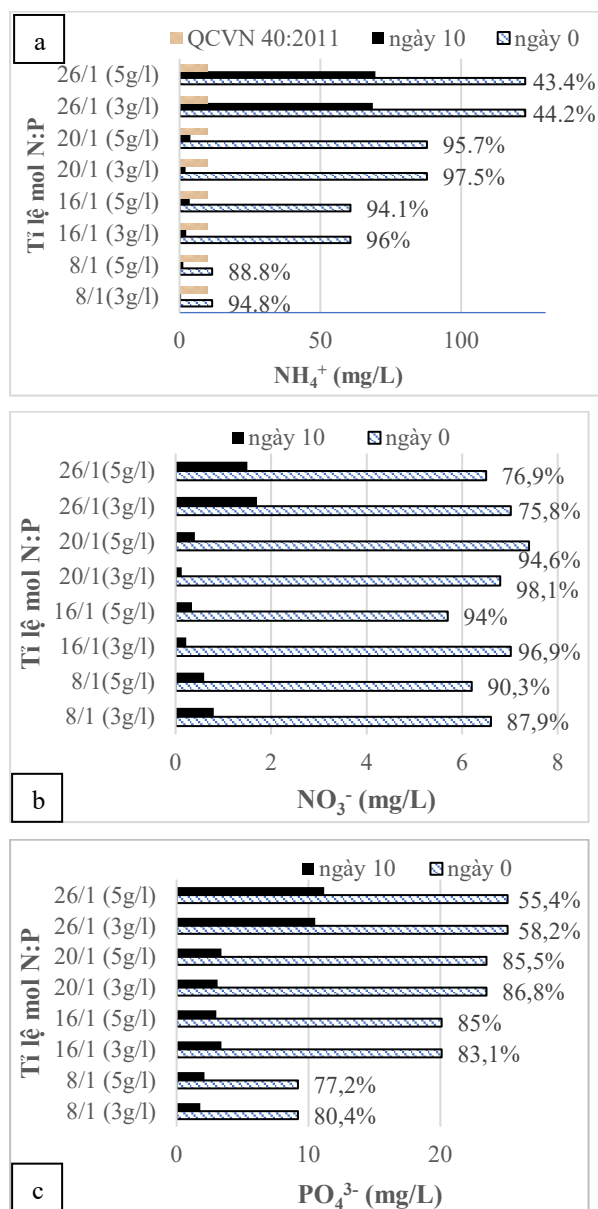 a
QCVN 40:2011 ngày 10 ngày 0
26/1 (5g/l) 43.4%
26/1 (3g/l) 44.2%
20/1 (5g/l) 95.7%
20/1 (3g/l) 97.5%
16/1 (5g/l) 94.1%
16/1 (3g/l) 96%
8/1 (5g/l) 88.8%
8/1(3g/l) 94.8%
Tỉ lệ mol N:P
0 50 100
NH₄⁺ (mg/L)
ngày 10 ngày 0
26/1(5g/l) 76,9%
26/1(3g/l) 75,8%
20/1(5g/l) 94,6%
20/1(3g/l) 98,1%
16/1 (5g/l) 94%
16/1(3g/l) 96,9%
8/1(5g/l) 90,3%
8/1 (3g/l) 87,9%
Tỉ lệ mol N:P
0 2 4 6 8
b
NO₃⁻ (mg/L)
ngày 10 ngày 0
26/1 (5g/l) 55,4%
26/1 (3g/l) 58,2%
20/1 (5g/l) 85,5%
20/1 (3g/l) 86,8%
16/1 (5g/l) 85%
16/1 (3g/l) 83,1%
8/1 (5g/l) 77,2%
8/1 (3g/l) 80,4%
Tỉ lệ mol N:P
0 10 20
c
PO₄³⁻ (mg/L)